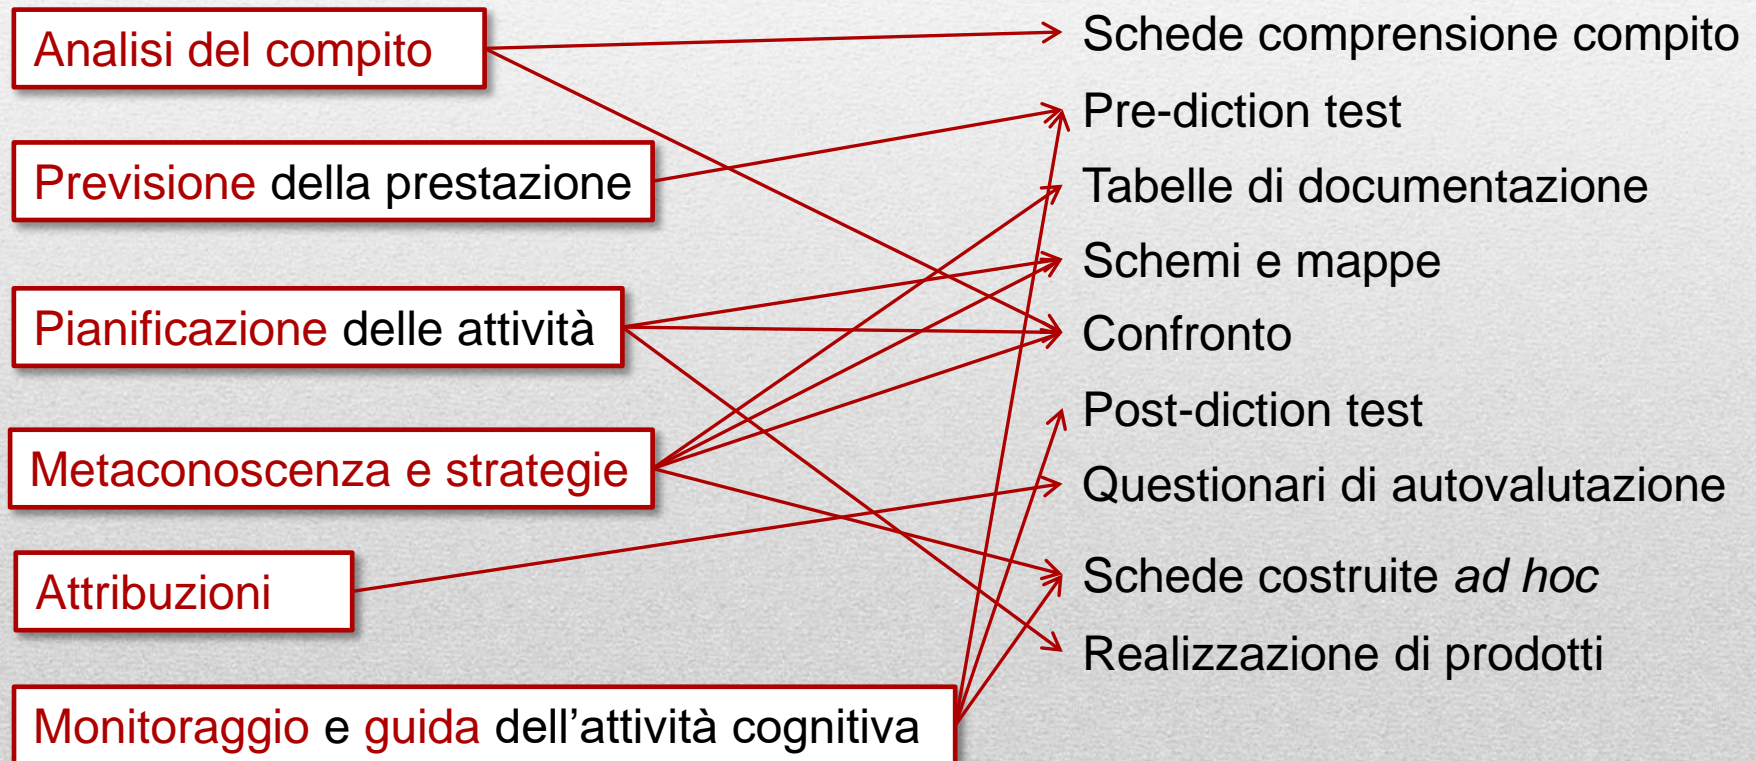 Analisi del compito
Previsione della prestazione
Pianificazione delle attività
Metaconoscenza e strategie
Attribuzioni
Monitoraggio e guida dell’attività cognitiva
Schede comprensione compito
Pre-diction test
Tabelle di documentazione
Schemi e mappe
Confronto
Post-diction test
Questionari di autovalutazione
Schede costruite ad hoc
Realizzazione di prodotti